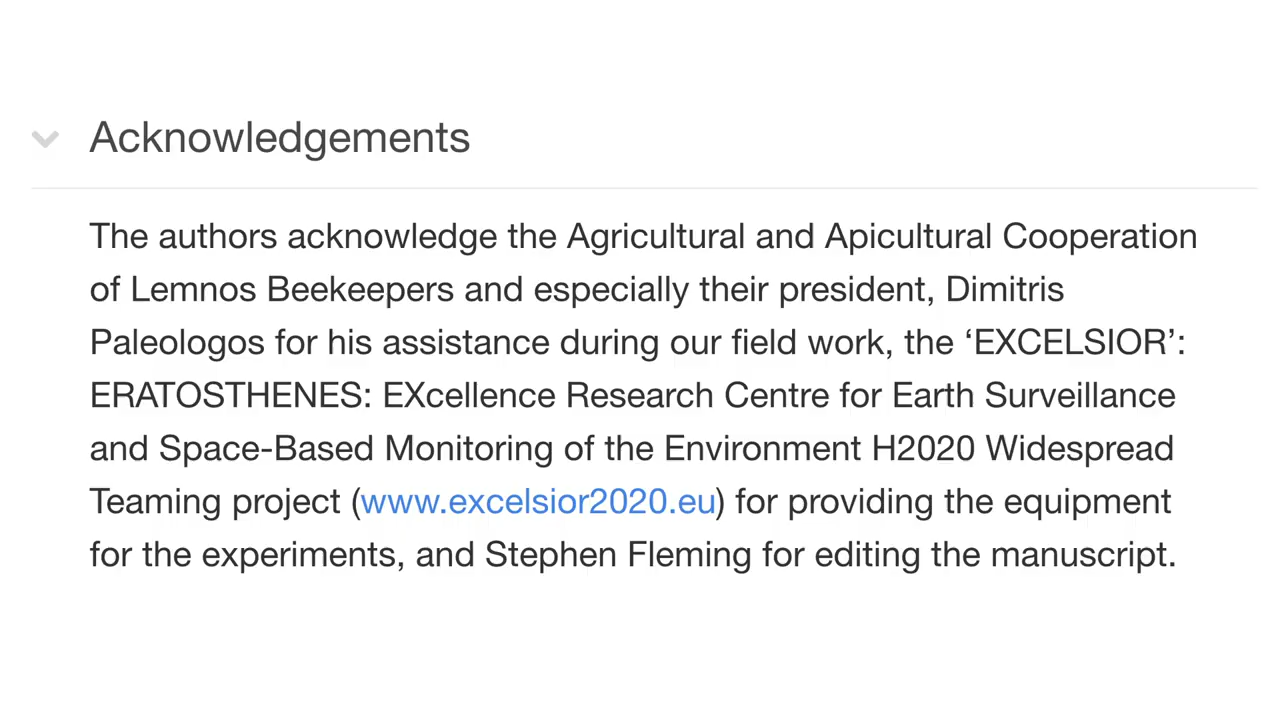 Acknowledgements
The authors acknowledge the Agricultural and Apicultural Cooperation
of Lemnos Beekeepers and especially their president, Dimitris
Paleologos for his assistance during our field work, the ‘EXCELSIOR’:
ERATOSTHENES: EXcellence Research Centre for Earth Surveillance
and Space-Based Monitoring of the Environment H2020 Widespread
Teaming project (www.excelsior2020.eu) for providing the equipment
for the experiments, and Stephen Fleming for editing the manuscript.